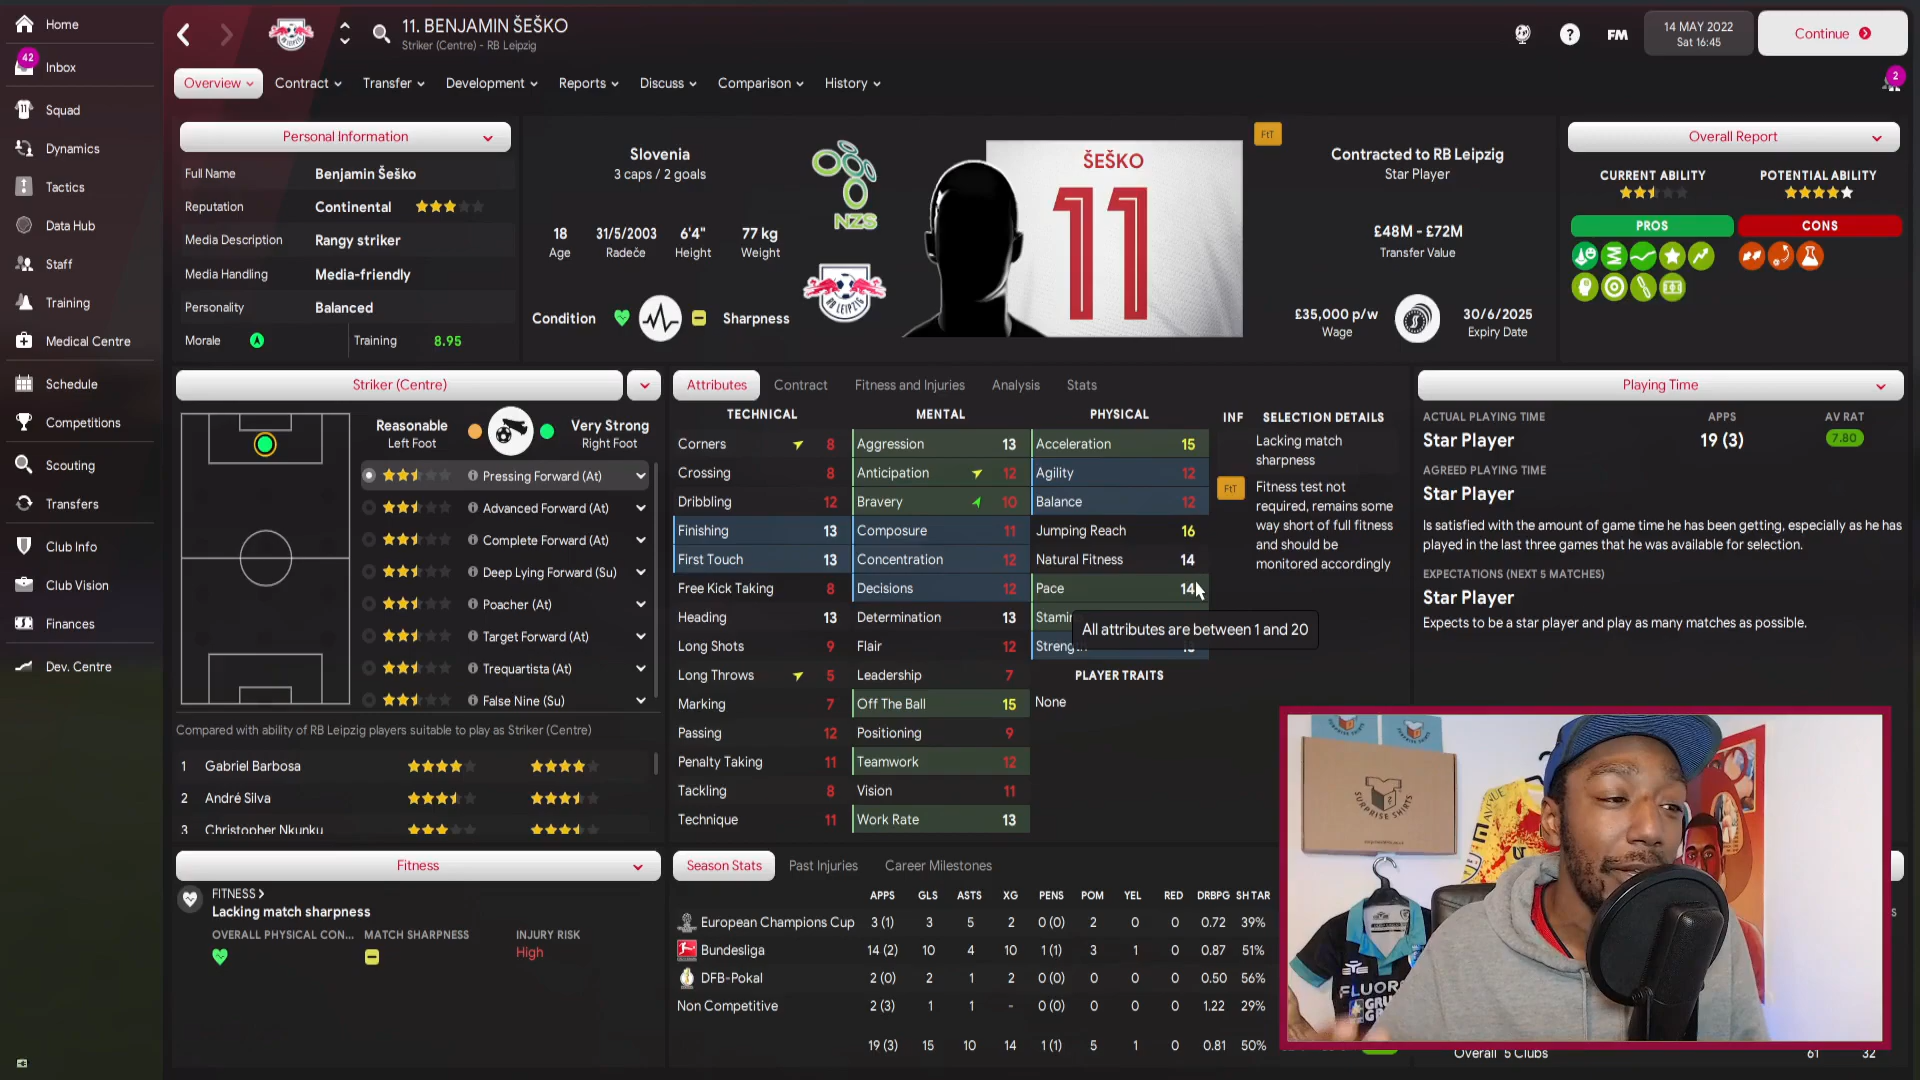 Home
42
Inbox
Squad
Dynamics
Tactics
Data Hub
Staff
Training
Medical Centre
Schedule
Competitions
Scouting
Transfers
Club Info
Club Vision
Finances
Dev. Centre
11. BENJAMIN ŠEŠKO
Striker (Centre) - RB Leipzig
FM
14 MAY 2022
Sat 16:45
Continue
2
Overview
Contract
Transfer
Development
Reports
Discuss
Comparison
History
Personal Information
Full Name Benjamin Šeško
Reputation Continental
Media Description Rangy striker
Media Handling Media-friendly
Personality Balanced
Morale
Training 8.95
Slovenia
3 caps / 2 goals
18 31/5/2003 6'4" 77 kg
Age Radeče Height Weight
Condition
Sharpness
NZS
RB LEIPZIG
ŠEŠKO
11
FtT
Contracted to RB Leipzig
Star Player
£48M - £72M
Transfer Value
£35,000 p/w
Wage
30/6/2025
Expiry Date
Overall Report
CURRENT ABILITY POTENTIAL ABILITY
PROS CONS
Striker (Centre)
Reasonable
Left Foot
Very Strong
Right Foot
Pressing Forward (At)
Advanced Forward (At)
Complete Forward (At)
Deep Lying Forward (Su)
Poacher (At)
Target Forward (At)
Trequartista (At)
False Nine (Su)
Compared with ability of RB Leipzig players suitable to play as Striker (Centre)
1 Gabriel Barbosa
2 André Silva
3 Christopher Nkunku
Attributes Contract Fitness and Injuries Analysis Stats
TECHNICAL
Corners 8
Crossing 8
Dribbling 12
Finishing 13
First Touch 13
Free Kick Taking 8
Heading 13
Long Shots 9
Long Throws 5
Marking 7
Passing 12
Penalty Taking 11
Tackling 8
Technique 11
MENTAL
Aggression 13
Anticipation 12
Bravery 10
Composure 11
Concentration 12
Decisions 12
Determination 13
Flair 12
Leadership 7
Off The Ball 15
Positioning 9
Teamwork 12
Vision 11
Work Rate 13
PHYSICAL
Acceleration 15
Agility 12
Balance 12
Jumping Reach 16
Natural Fitness 14
Pace 14
All attributes are between 1 and 20
PLAYER TRAITS
None
INF SELECTION DETAILS
Lacking match
sharpness
FtT
Fitness test not
required, remains some
way short of full fitness
and should be
monitored accordingly
Playing Time
ACTUAL PLAYING TIME APPS AV RAT
Star Player 19 (3) 7.80
AGREED PLAYING TIME
Star Player
Is satisfied with the amount of game time he has been getting, especially as he has
played in the last three games that he was available for selection.
EXPECTATIONS (NEXT 5 MATCHES)
Star Player
Expects to be a star player and play as many matches as possible.
Fitness
FITNESS
Lacking match sharpness
OVERALL PHYSICAL CON... MATCH SHARPNESS INJURY RISK
High
Season Stats Past Injuries Career Milestones
APPS GLS ASTS XG PENS POM YEL RED DRBPG SH TAR
European Champions Cup 3 (1) 3 5 2 0 (0) 2 0 0 0.72 39%
Bundesliga 14 (2) 10 4 10 1 (1) 3 1 0 0.87 51%
DFB-Pokal 2 (0) 2 1 2 0 (0) 0 0 0 0.50 56%
Non Competitive 2 (3) 1 1 - 0 (0) 0 0 0 1.22 29%
19 (3) 15 10 14 1 (1) 5 1 0 0.81 50%
Overall 5 Clubs 61 32
SURPRISE SHIRTS